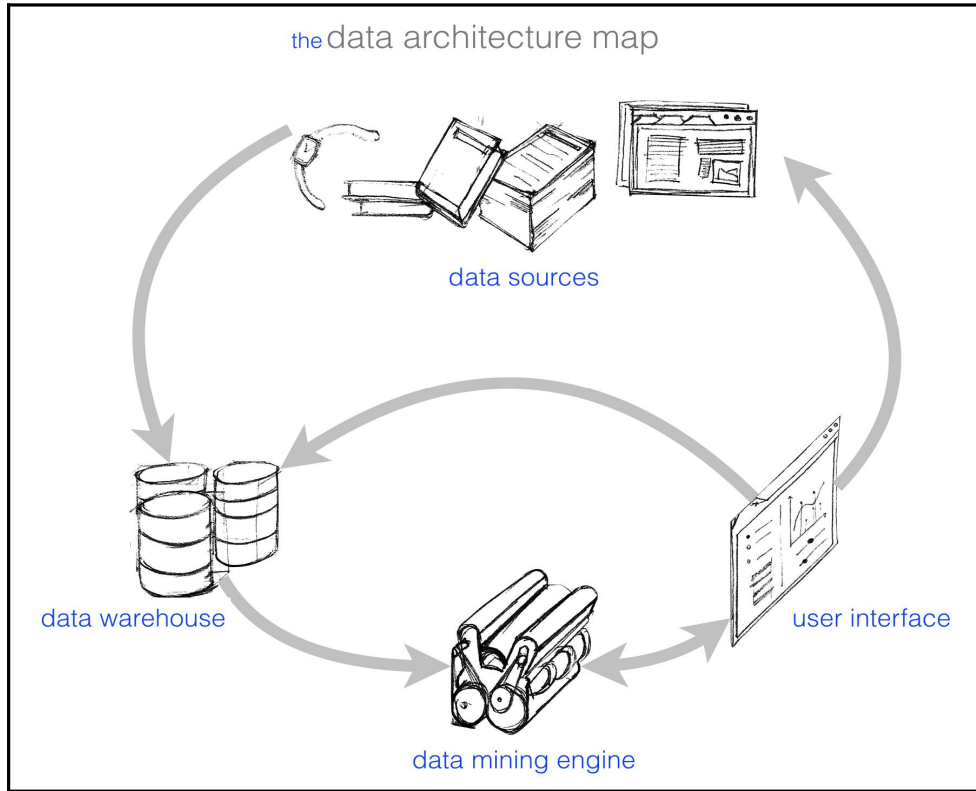 the data architecture map
data sources
data warehouse
user interface
data mining engine